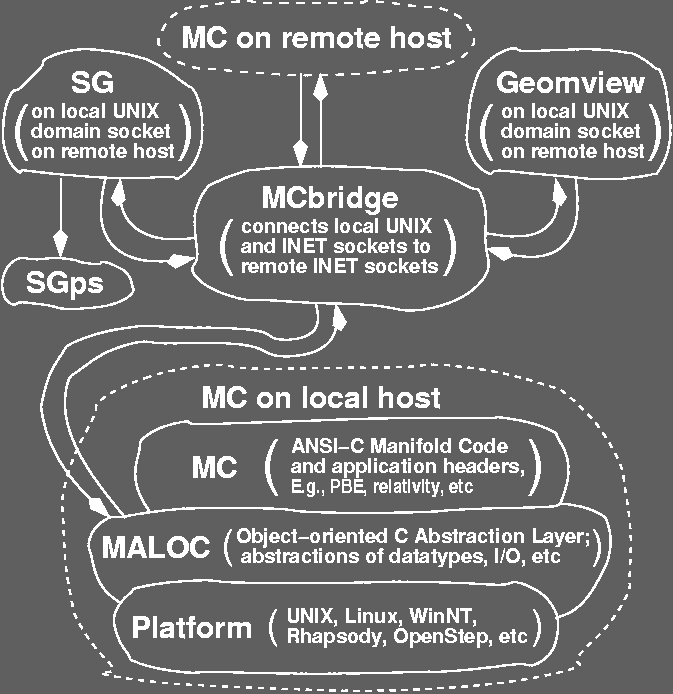 MC on remote host
SG
(on local UNIX
domain socket
on remote host)
Geomview
(on local UNIX
domain socket
on remote host)
MCbridge
(connects local UNIX
and INET sockets to
remote INET sockets)
SGps
MC on local host
MC (ANSI–C Manifold Code
and application headers,
E.g., PBE, relativity, etc)
MALOC (Object–oriented C Abstraction Layer;
abstractions of datatypes, I/O, etc)
Platform (UNIX, Linux, WinNT,
Rhapsody, OpenStep, etc)